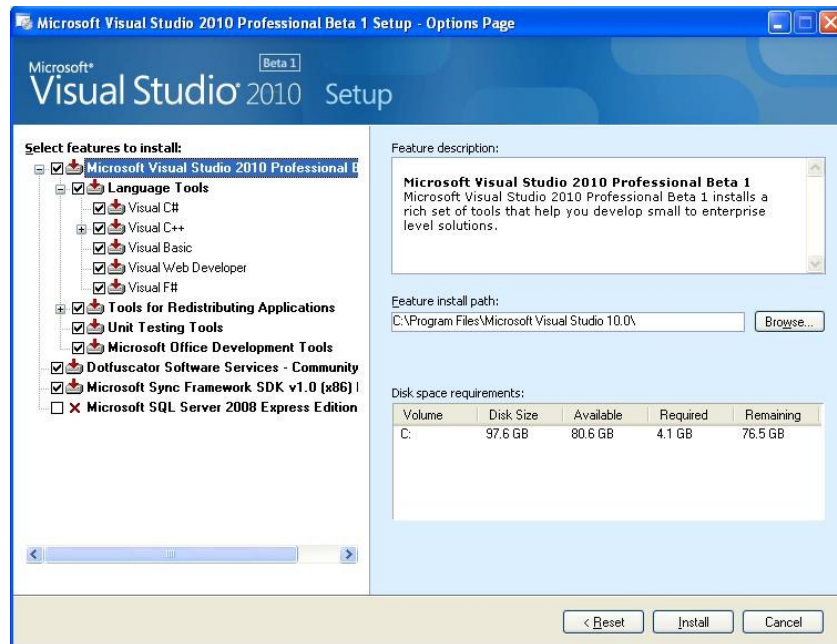 Microsoft Visual Studio 2010 Professional Beta 1 Setup - Options Page
Microsoft®
Beta 1
Visual Studio® 2010 Setup
Select features to install:
Microsoft Visual Studio 2010 Professional B
Language Tools
Visual C#
Visual C++
Visual Basic
Visual Web Developer
Visual F#
Tools for Redistributing Applications
Unit Testing Tools
Microsoft Office Development Tools
Dotfuscator Software Services - Community
Microsoft Sync Framework SDK v1.0 (x86)
Microsoft SQL Server 2008 Express Edition
Feature description:
Microsoft Visual Studio 2010 Professional Beta 1
Microsoft Visual Studio 2010 Professional Beta 1 installs a
rich set of tools that help you develop small to enterprise
level solutions.
Feature install path:
C:\Program Files\Microsoft Visual Studio 10.0\
Browse...
Disk space requirements:
Volume Disk Size Available Required Remaining
C: 97.6 GB 80.6 GB 4.1 GB 76.5 GB
< Reset
Install
Cancel